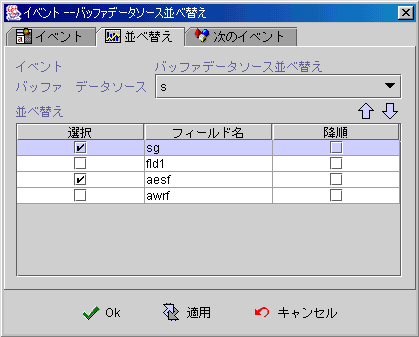 イベント --バッファデータソース並べ替え
イベント 並べ替え 次のイベント
イベント バッファデータソース並べ替え
バッファ データソース s
並べ替え
選択 フィールド名 降順
sg
fld1
aesf
awrf
Ok 適用 キャンセル